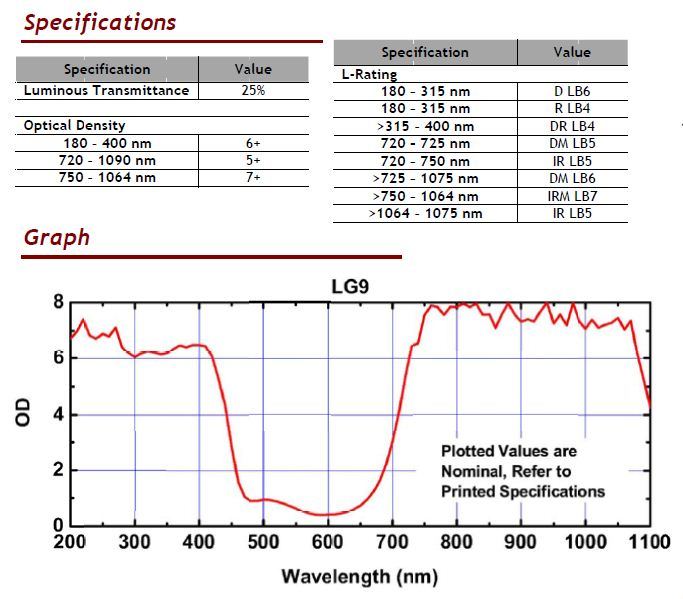 Specifications
Specification Value
Luminous Transmittance 25%
Optical Density
180 - 400 nm 6+
720 - 1090 nm 5+
750 - 1064 nm 7+
Specification Value
L-Rating
180 - 315 nm D LB6
180 - 315 nm R LB4
>315 - 400 nm DR LB4
720 - 725 nm DM LB5
720 - 750 nm IR LB5
>725 - 1075 nm DM LB6
>750 - 1064 nm IRM LB7
>1064 - 1075 nm IR LB5
Graph
LG9
OD
8
6
4
2
0
Plotted Values are
Nominal, Refer to
Printed Specifications
200 300 400 500 600 700 800 900 1000 1100
Wavelength (nm)